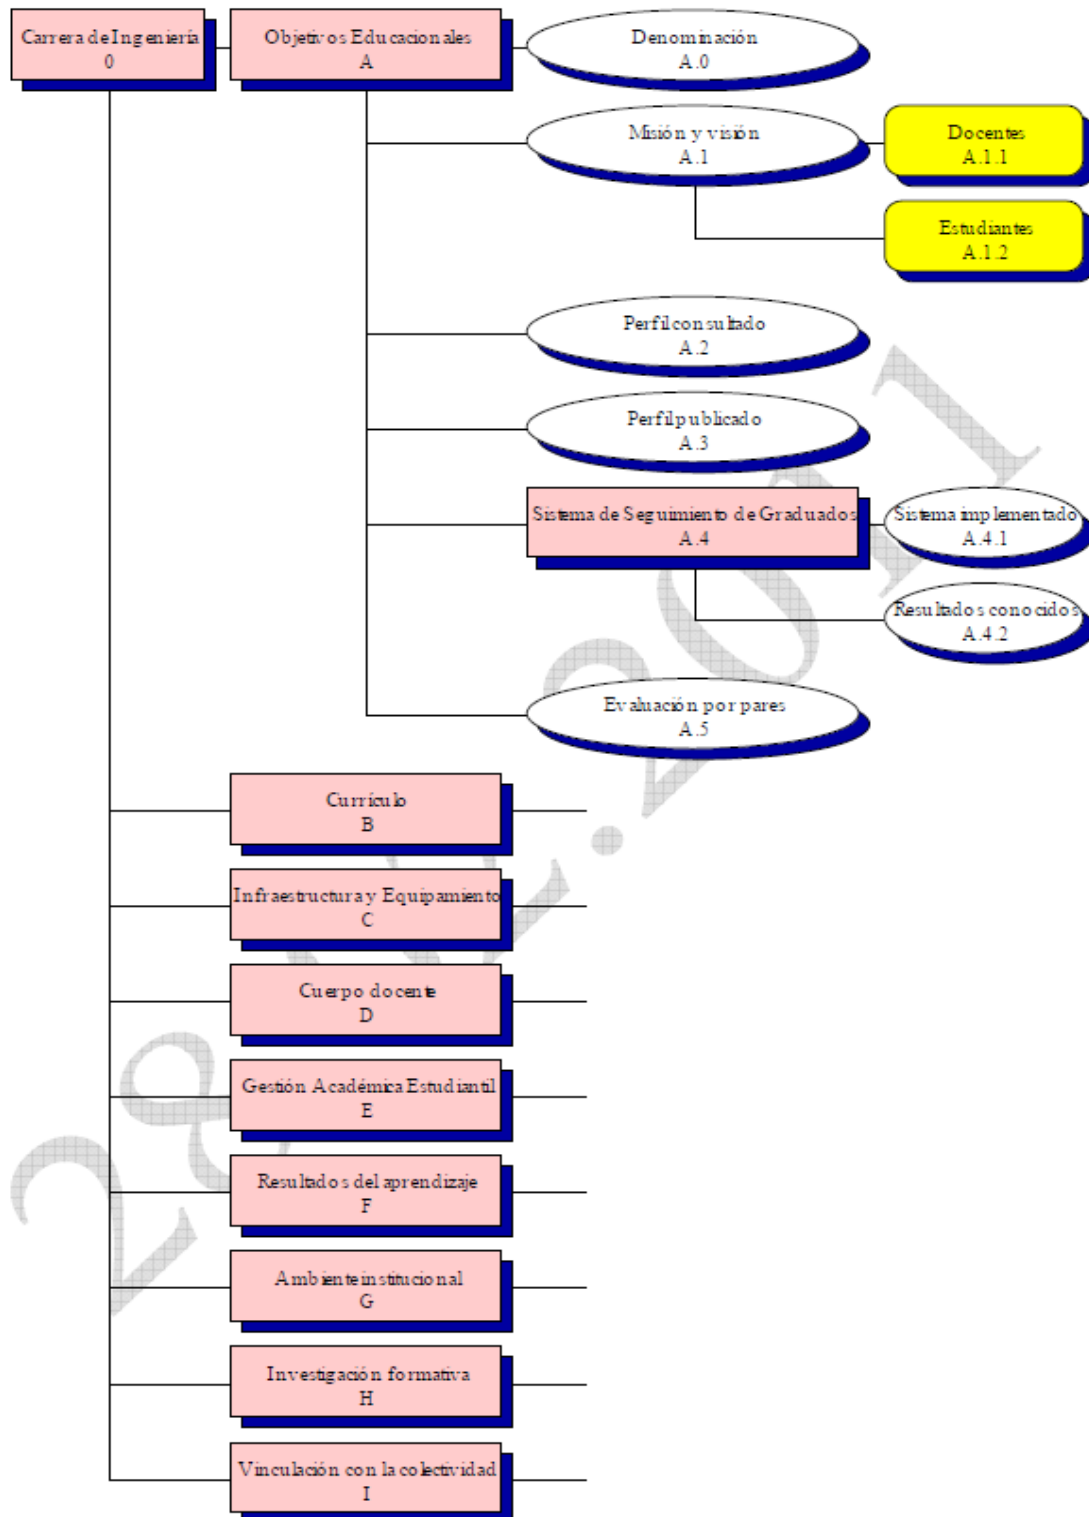 Carrera de Ingeniería
0
Objetivos Educacionales
A
Denominación
A.0
Misión y visión
A.1
Docentes
A.1.1
Estudiantes
A.1.2
Perfil consultado
A.2
Perfil publicado
A.3
Sistema de Seguimiento de Graduados
A.4
Sistema implementado
A.4.1
Resultados conocidos
A.4.2
Evaluación por pares
A.5
Currículo
B
Infraestructura y Equipamiento
C
Cuerpo docente
D
Gestión Académica Estudiantil
E
Resultados del aprendizaje
F
Ambiente institucional
G
Investigación formativa
H
Vinculación con la colectividad
I